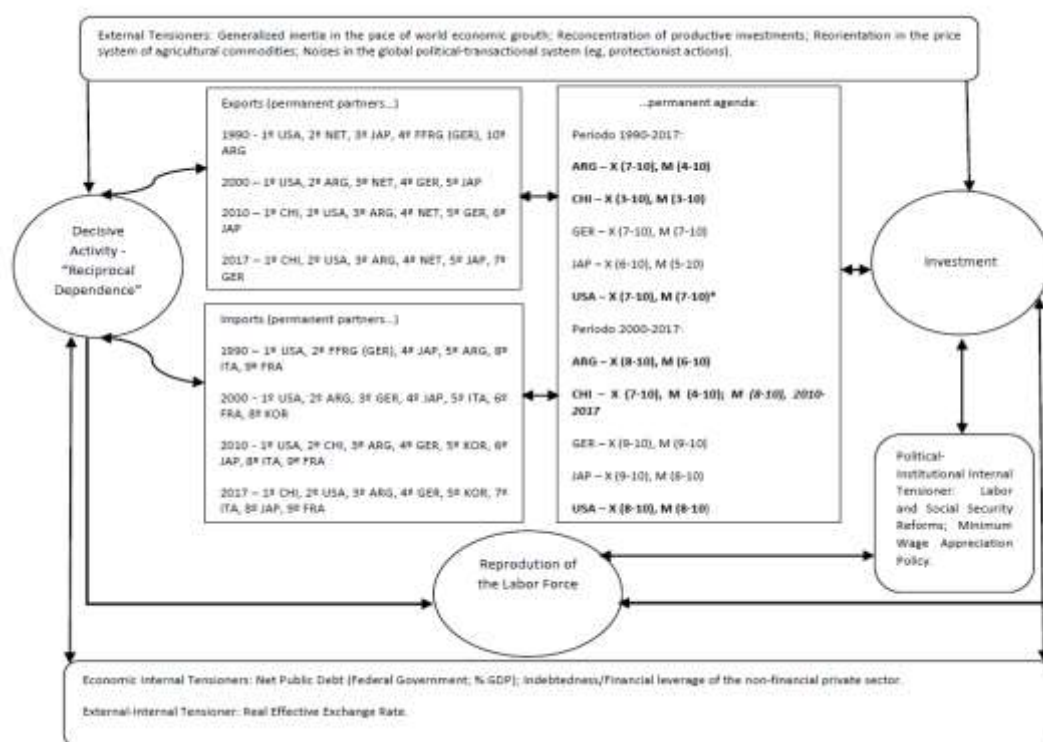 External Tensioners: Generalized inertia in the pace of world economic grouth; Reconcentration of productive investments; Reorientation in the price
system of agricultural commodities; Noises in the global political-transactional system (eg, protectionist actions).
Exports (permanent partners...)
1990 - 1º USA, 2º NET, 3º JAP, 4º FFRG (GER), 10º
ARG
2000 – 1º USA, 2º ARG, 3º NET, 4º GER, 5º JAP
2010 – 1º CHI, 2º USA, 3º ARG, 4º NET, 5º GER, 6º
JAP
2017 – 1º CHI, 2º USA, 3º ARG, 4º NET, 5º JAP, 7º
GER
...permanent agenda:
Periodo 1990-2017:
ARG – X (7-10), M (4-10)
CHI – X (3-10), M (3-10)
GER – X (7-10), M (7-10)
JAP – X (6-10), M (5-10)
USA – X (7-10), M (7-10)*
Periodo 2000-2017:
ARG – X (8-10), M (6-10)
CHI – X (7-10), M (4-10); M (8-10), 2010-
2017
GER – X (9-10), M (9-10)
JAP – X (9-10), M (6-10)
USA – X (8-10), M (8-10)
Decisive
Activity -
"Reciprocal
Dependence"
Investment
Imports (permanent partners...)
1990 – 1º USA, 2º FFRG (GER), 4º JAP, 5º ARG, 8º
ITA, 9º FRA
2000 - 1º USA, 2º ARG, 3º GER, 4º JAP, 5º ITA, 6º
FRA, 8º KOR
2010 - 1º USA, 2º CHI, 3º ARG, 4º GER, 5º KOR, 6º
JAP, 8º ITA, 9º FRA
2017 – 1º CHI, 2º USA, 3º ARG, 4º GER, 5º KOR, 7º
ITA, 8º JAP, 9º FRA
Political-
Institutional Internal
Tensioner: Labor
and Social Security
Reforms; Minimum
Wage Appreciation
Policy.
Reprodution of
the Labor Force
Economic Internal Tensioners: Net Public Debt (Federal Government; % GDP); Indebtedness/Financial leverage of the non-financial private sector.
External-Internal Tensioner: Real Effective Exchange Rate.